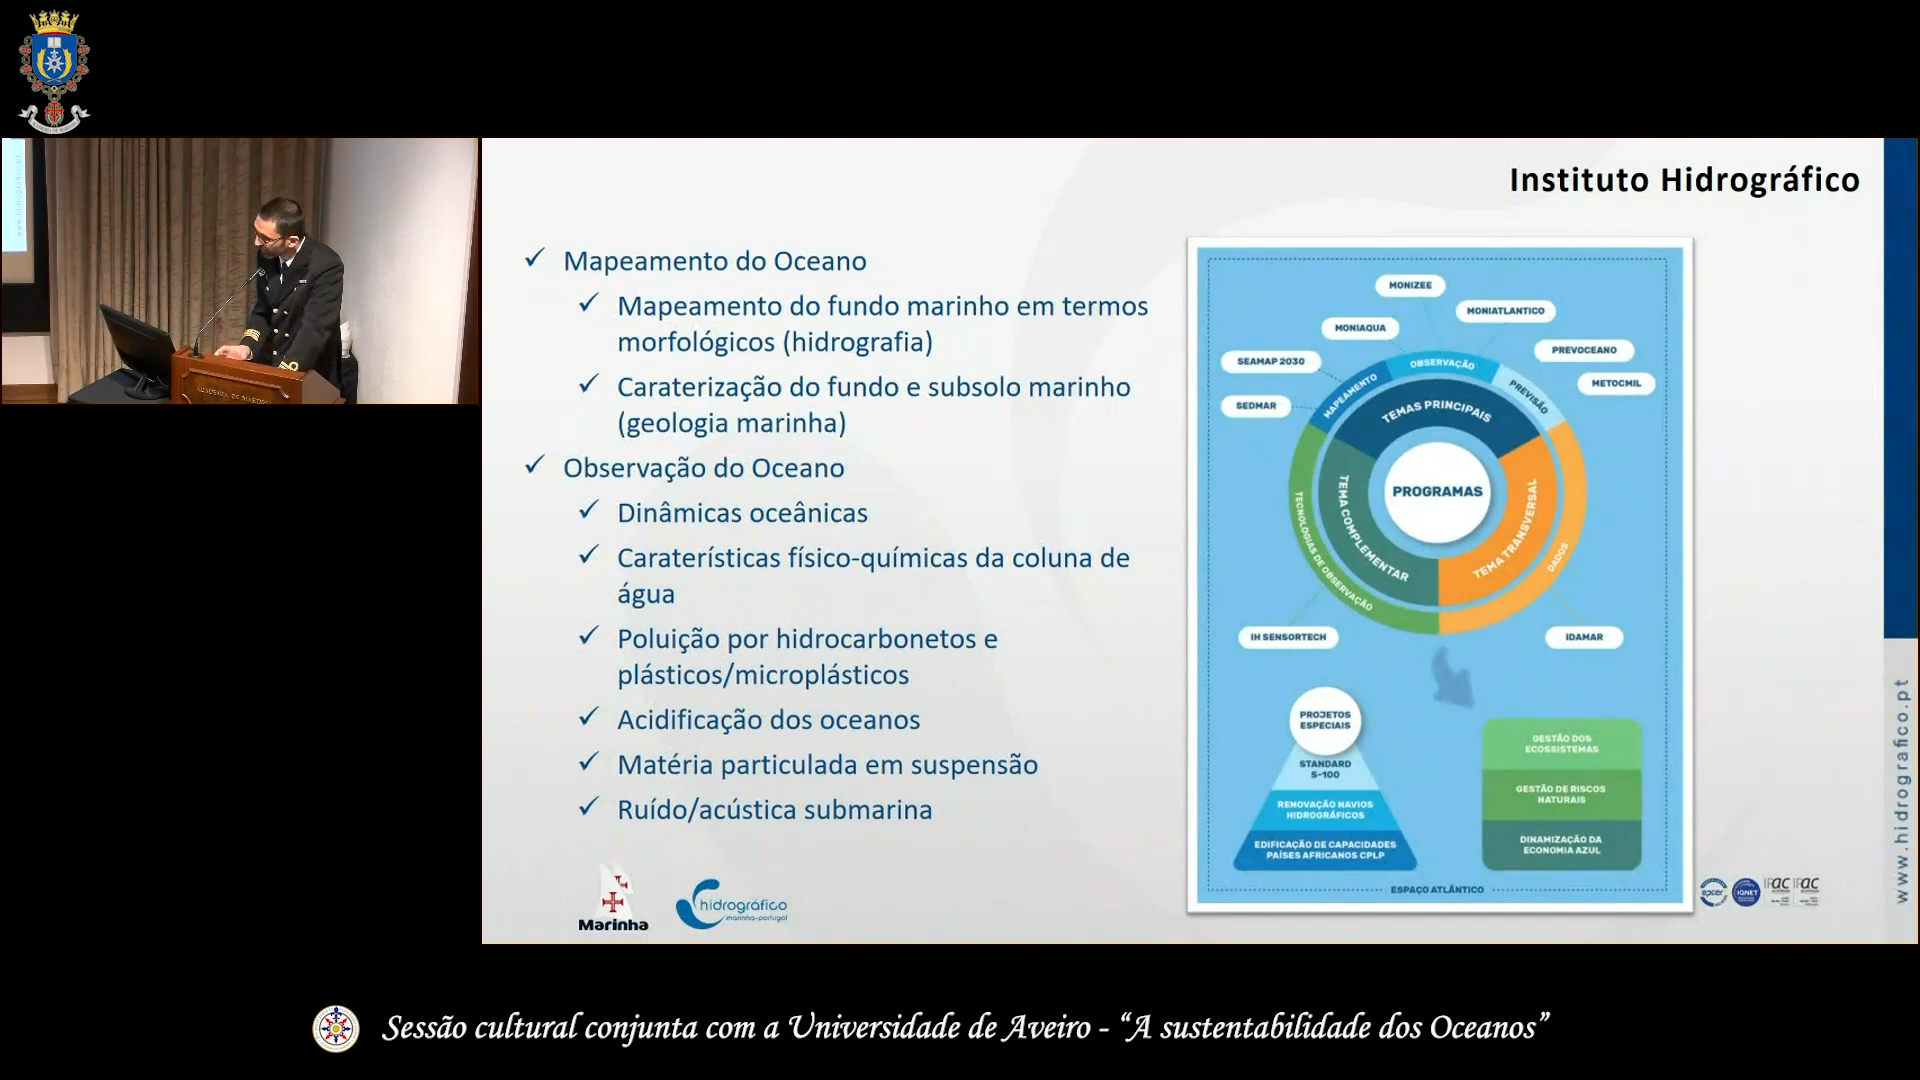 Instituto Hidrográfico
Mapeamento do Oceano
Mapeamento do fundo marinho em termos
morfológicos (hidrografia)
Caraterização do fundo e subsolo marinho
(geologia marinha)
Observação do Oceano
Dinâmicas oceânicas
Caraterísticas físico-químicas da coluna de
água
Poluição por hidrocarbonetos e
plásticos/microplásticos
Acidificação dos oceanos
Matéria particulada em suspensão
Ruído/acústica submarina
Marinha
hidrográfico
marinha-portugal
MONIZEE
MONIATLANTICO
MONIAQUA
PREVOCEANO
SEAMAP 2030
METOCMIL
SEDMAR
MAPEAMENTO
OBSERVAÇÃO
PREVISÃO
TEMAS PRINCIPAIS
PROGRAMAS
TEMA COMPLEMENTAR
TEMA TRANSVERSAL
TECNOLOGIAS DE OBSERVAÇÃO
DADOS
IH SENSORTECH
IDAMAR
PROJETOS
ESPECIAIS
STANDARD
S-100
RENOVAÇÃO NAVIOS
HIDROGRÁFICOS
EDIFICAÇÃO DE CAPACIDADES
PAÍSES AFRICANOS CPLP
GESTÃO DOS
ECOSSISTEMAS
GESTÃO DE RISCOS
NATURAIS
DINAMIZAÇÃO DA
ECONOMIA AZUL
ESPAÇO ATLÂNTICO
apcer
IQNET
www.hidrografico.pt
Sessão cultural conjunta com a Universidade de Aveiro - “A sustentabilidade dos Oceanos”